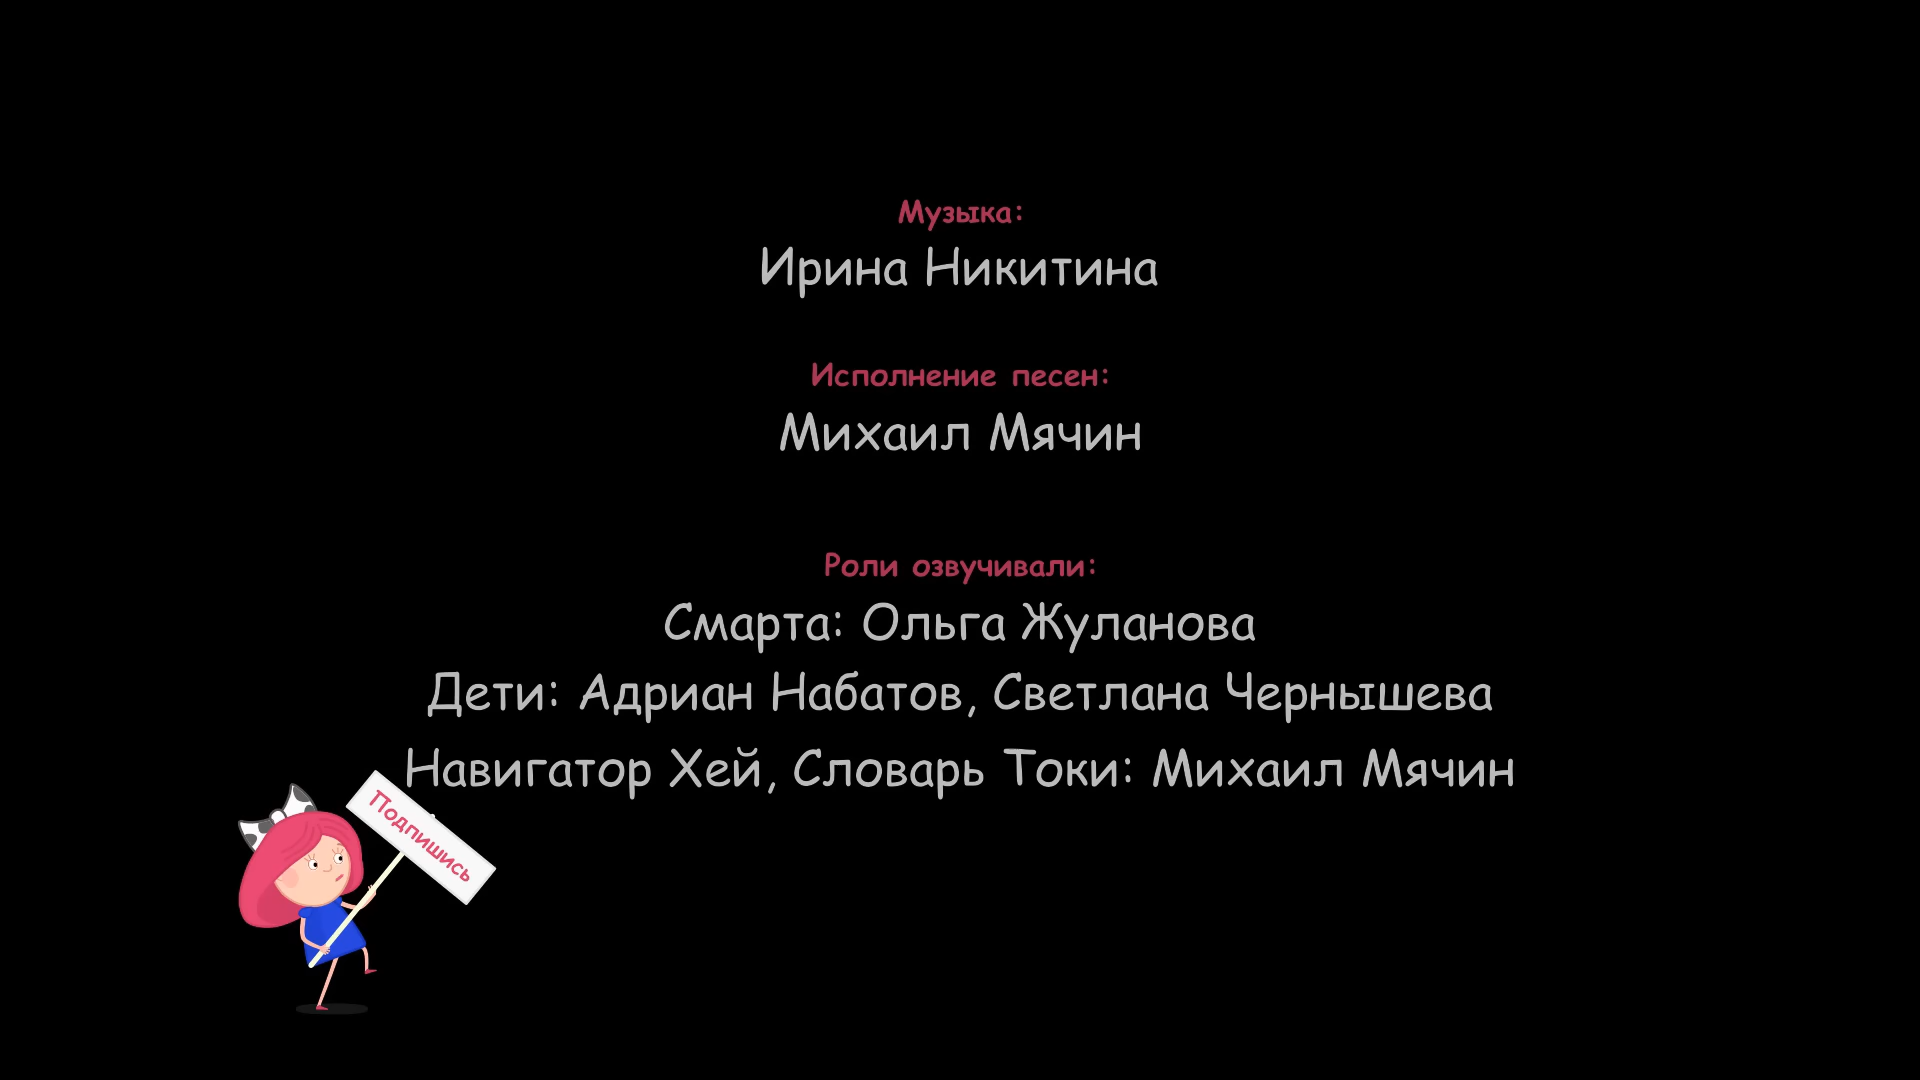 Музыка:
Ирина Никитина
Исполнение песен:
Михаил Мячин
Роли озвучивали:
Смарта: Ольга Жуланова
Дети: Адриан Набатов, Светлана Чернышева
Навигатор Хей, Словарь Токи: Михаил Мячин
Подпишись